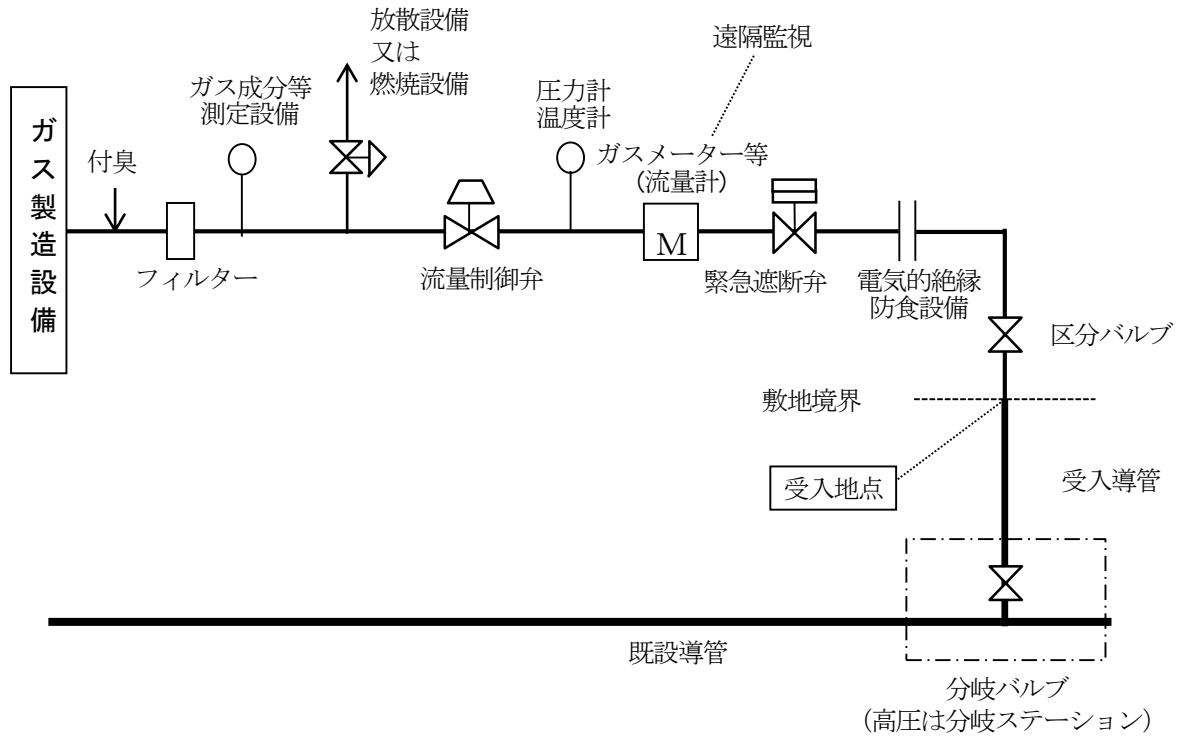 放散設備
又は
燃焼設備
遠隔監視
ガス成分等
測定設備
圧力計
温度計
ガス製造設備
付臭
ガスメーター等
(流量計)
M
フィルター
流量制御弁
緊急遮断弁
電気的絶縁
防食設備
区分バルブ
敷地境界
受入地点
受入導管
既設導管
分岐バルブ
(高圧は分岐ステーション)